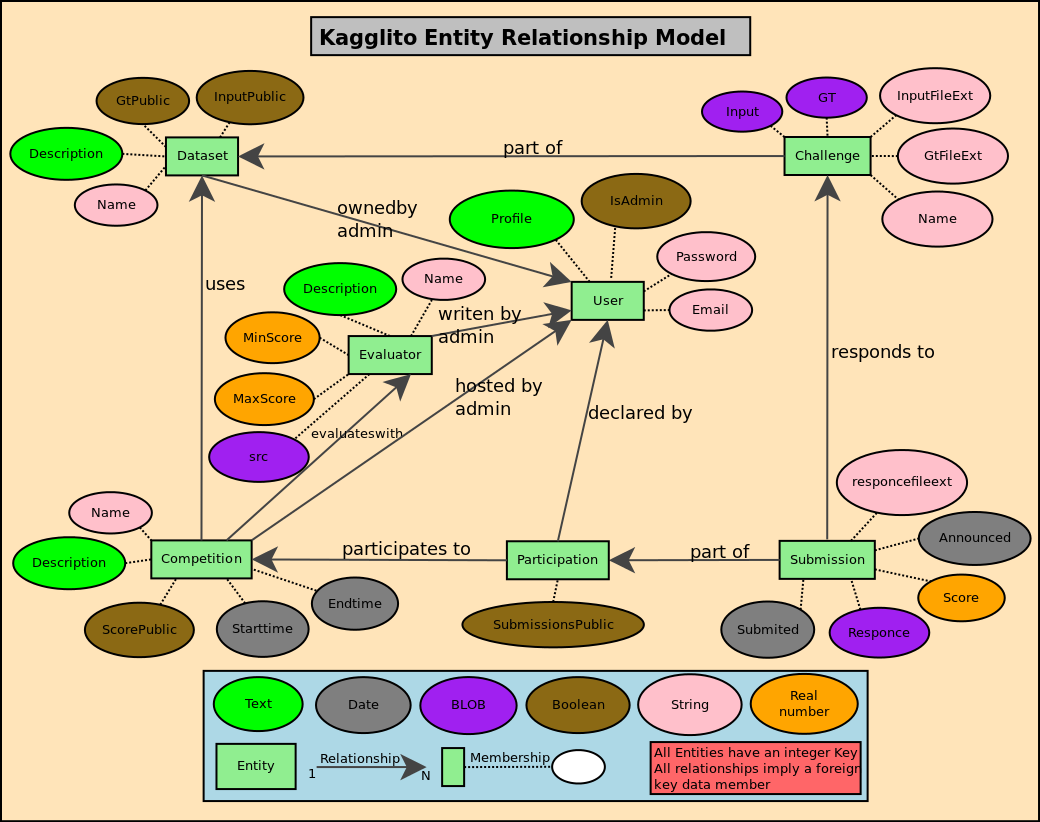 Kagglito Entity Relationship Model
GtPublic
InputPublic
Description
Dataset
Name
part of
Input
GT
InputFileExt
Challenge
GtFileExt
Name
ownedby
admin
Profile
IsAdmin
Password
User
Email
uses
Description
Name
writen by
admin
MinScore
Evaluator
MaxScore
src
evaluateswith
hosted by
admin
declared by
responds to
Name
Description
Competition
ScorePublic
Starttime
Endtime
participates to
Participation
SubmissionsPublic
part of
Submission
responcefileext
Announced
Score
Submited
Responce
Text
Date
BLOB
Boolean
String
Real
number
Entity
1
Relationship
N
Membership
All Entities have an integer Key
All relationships imply a foreign
key data member